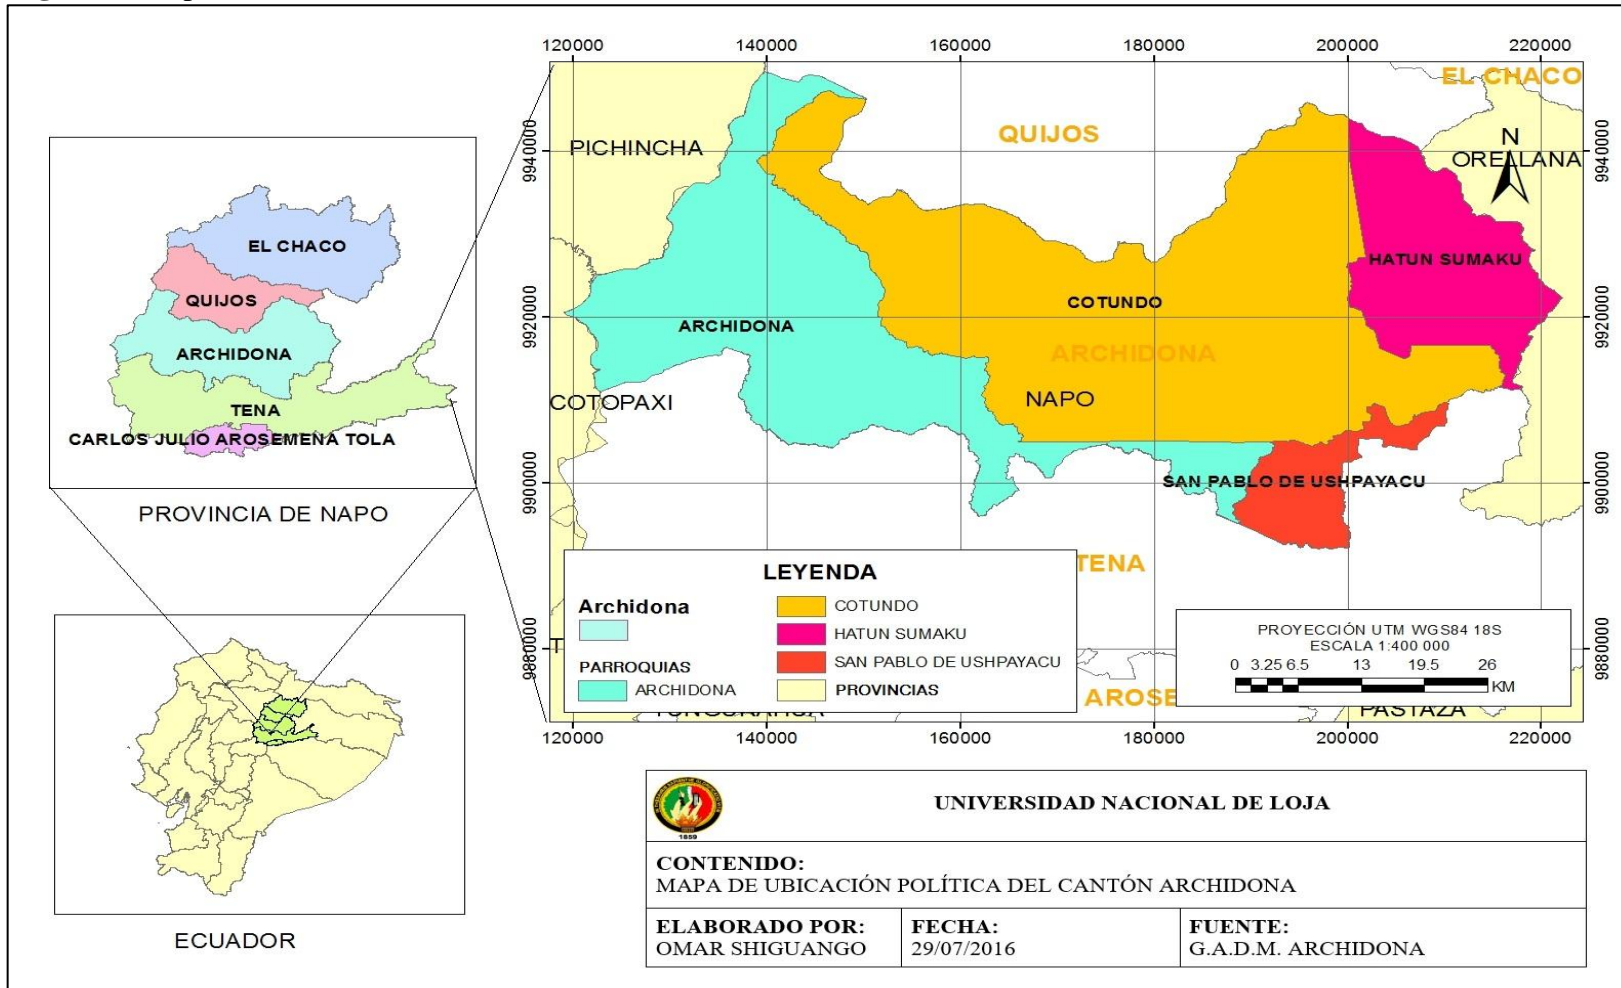 EL CHACO
QUIJOS
ARCHIDONA
TENA
CARLOS JULIO AROSEMENA TOLA
PROVINCIA DE NAPO
ECUADOR
120000 140000 160000 180000 200000 220000
9940000 9940000
9920000 9920000
9900000 9900000
9880000 9880000
EL CHACO
QUIJOS
PICHINCHA
N
ORELLANA
HATUN SUMAKU
COTUNDO
ARCHIDONA
ARCHIDONA
NAPO
COTOPAXI
SAN PABLO DE USHPAYACU
TENA
PASTAZA
120000 140000 160000 180000 200000 220000
LEYENDA
Archidona
PARROQUIAS
ARCHIDONA
COTUNDO
HATUN SUMAKU
SAN PABLO DE USHPAYACU
PROVINCIAS
PROYECCIÓN UTM WGS84 18S
ESCALA 1:400 000
0 3.25 6.5 13 19.5 26
KM
UNIVERSIDAD NACIONAL DE LOJA
1859
CONTENIDO:
MAPA DE UBICACIÓN POLÍTICA DEL CANTÓN ARCHIDONA
ELABORADO POR:
OMAR SHIGUANGO
FECHA:
29/07/2016
FUENTE:
G.A.D.M. ARCHIDONA